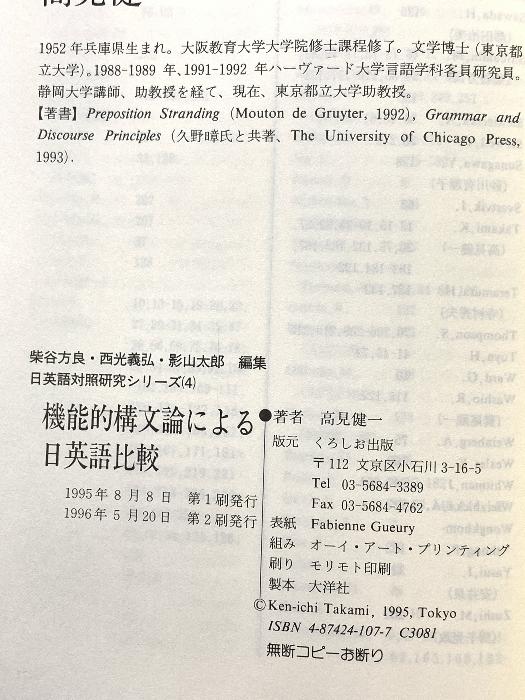 高見健一
1952年兵庫県生まれ。大阪教育大学大学院修士課程修了。文学博士（東京都
立大学）。1988-1989 年、1991-1992 年ハーヴァード大学言語学科客員研究員。
静岡大学講師、助教授を経て、現在、東京都立大学助教授。
【著書】Preposition Stranding (Mouton de Gruyter, 1992), Grammar and
Discourse Principles (久野暲氏と共著、The University of Chicago Press,
1993).
柴谷方良・西光義弘・影山太郎　編集
日英語対照研究シリーズ(4)
機能的構文論による
日英語比較
1995年 8 月 8 日　第 1 刷発行
1996年 5 月 20 日　第 2 刷発行
●著者　高見健一
版元　くろしお出版
〒112 文京区小石川 3-16-5
Tel 03-5684-3389
Fax 03-5684-4762
表紙　Fabienne Gueury
組み　オーイ・アート・プリンティング
刷り　モリモト印刷
製本　大洋社
©Ken-ichi Takami, 1995, Tokyo
ISBN 4-87424-107-7 C3081
無断コピーお断り